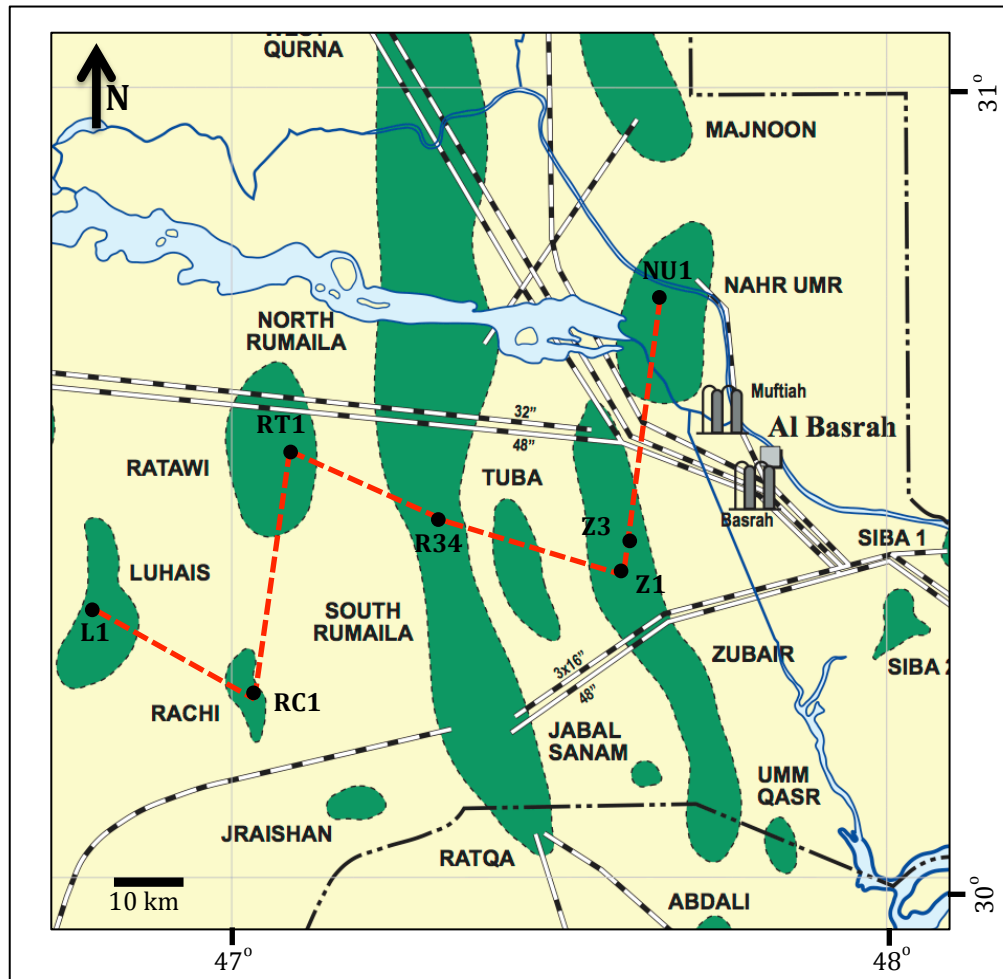 WEST
QURNA
N
31°
MAJNOON
NU1
NAHR UMR
NORTH
RUMAILA
Muftiah
32"
RT1
48"
Al Basrah
RATAWI
TUBA
Basrah
R34
Z3
SIBA 1
LUHAIS
Z1
SOUTH
RUMAILA
L1
3x16"
ZUBAIR
SIBA 2
48"
RC1
RACHI
JABAL
SANAM
UMM
QASR
JRAISHAN
RATQA
10 km
30°
ABDALI
47°
48°